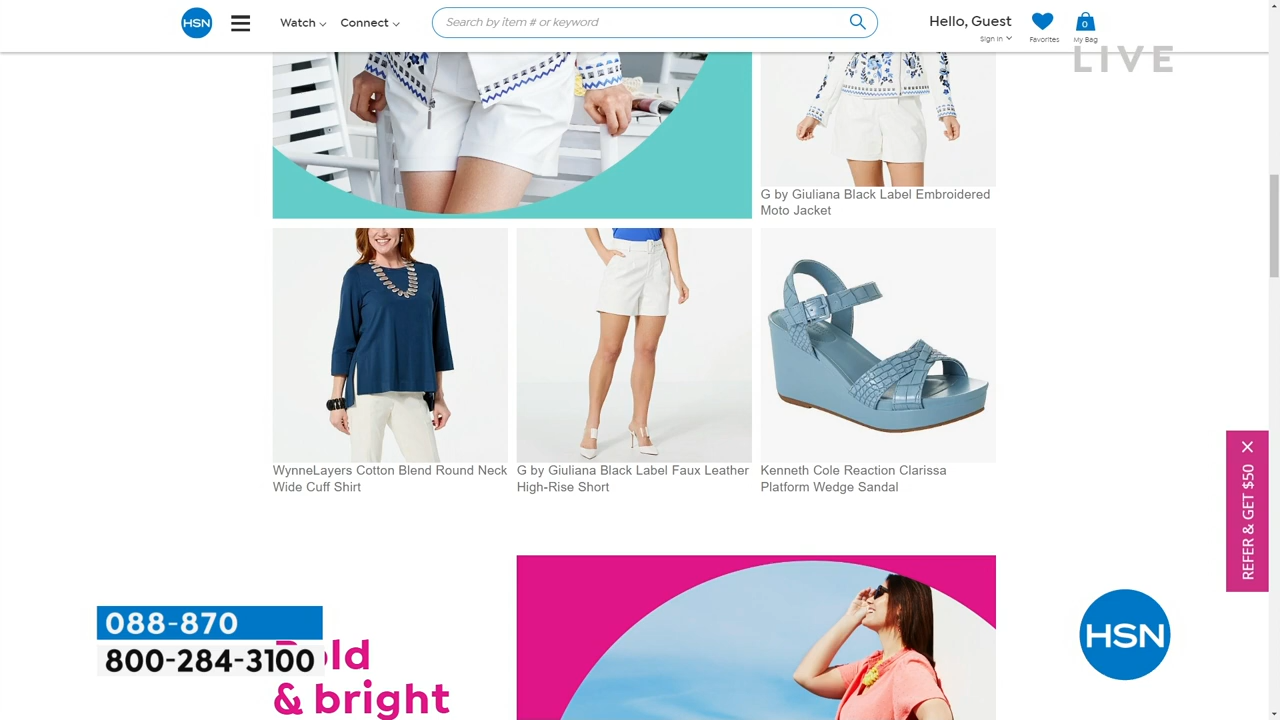 HSN
Watch
Connect
Search by item # or keyword
Hello, Guest
Sign In
Favorites
0
My Bag
LIVE
G by Giuliana Black Label Embroidered
Moto Jacket
WynneLayers Cotton Blend Round Neck
Wide Cuff Shirt
G by Giuliana Black Label Faux Leather
High-Rise Short
Kenneth Cole Reaction Clarissa
Platform Wedge Sandal
REFER & GET $50
088-870
800-284-3100
& bright
HSN